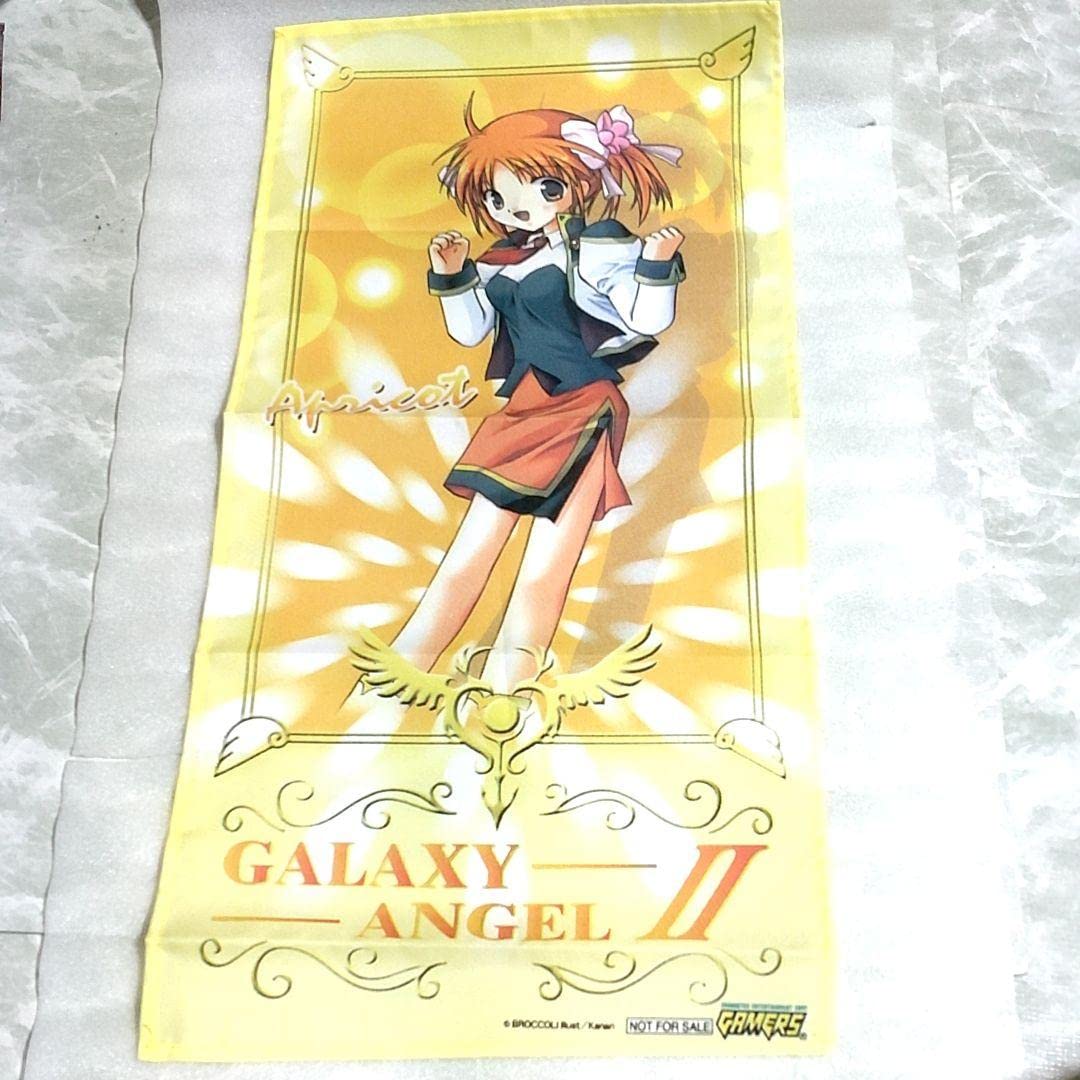 Apricot
GALAXY
ANGEL II
© BROCCOLI Illust／Kanan
NOT FOR SALE
GAMERS®